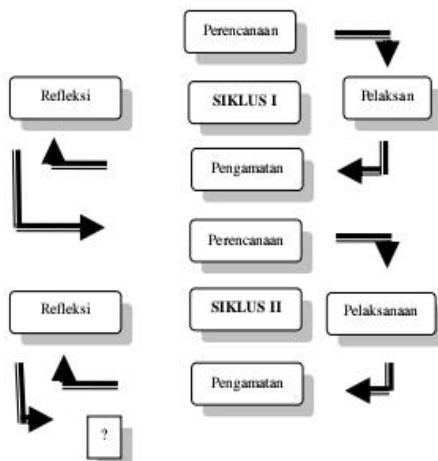 Perencanaan
Refleksi
SIKLUS I
Pelaksan
Pengamatan
Perencanaan
Refleksi
SIKLUS II
Pelaksanaan
Pengamatan
?